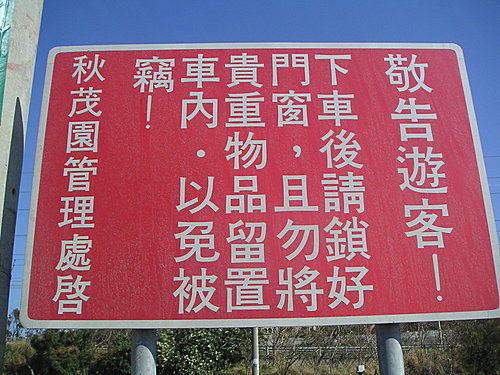 敬告遊客！
下車後請鎖好
門窗，且勿將
貴重物品留置
車內．以免被
竊！
秋茂園管理處啓